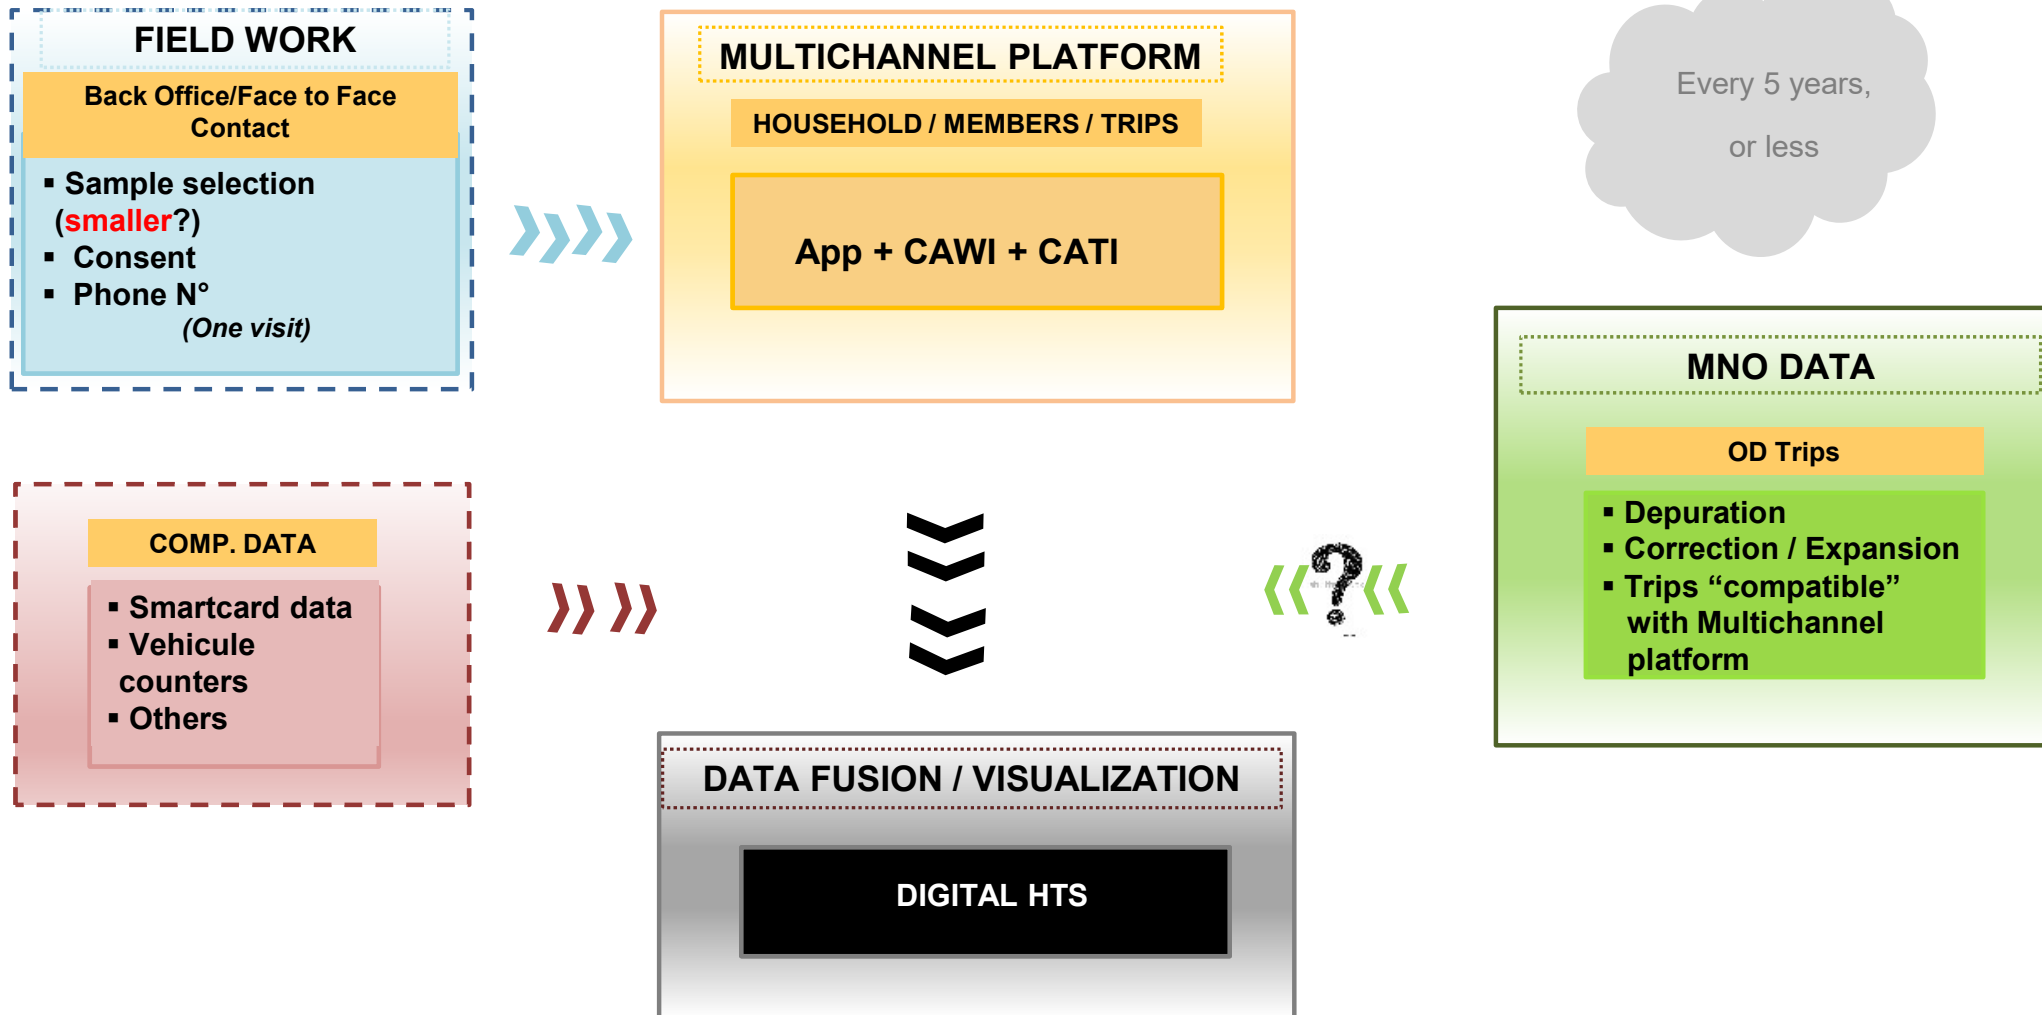 FIELD WORK
Back Office/Face to Face
Contact
▪ Sample selection
(smaller?)
▪ Consent
▪ Phone N°
(One visit)
MULTICHANNEL PLATFORM
HOUSEHOLD / MEMBERS / TRIPS
App + CAWI + CATI
Every 5 years,
or less
MNO DATA
OD Trips
▪ Depuration
▪ Correction / Expansion
▪ Trips “compatible”
with Multichannel
platform
COMP. DATA
▪ Smartcard data
▪ Vehicule
counters
▪ Others
?
DATA FUSION / VISUALIZATION
DIGITAL HTS